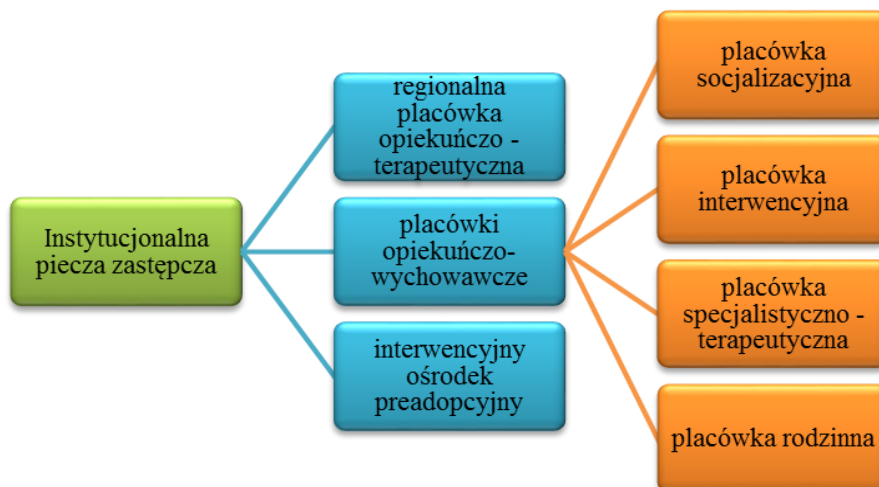 Instytucjonalna
piecza zastępcza
regionalna
placówka
opiekuńczo -
terapeutyczna
placówki
opiekuńczo-
wychowawcze
interwencyjny
ośrodek
preadopcyjny
placówka
socjalizacyjna
placówka
interwencyjna
placówka
specjalistyczno -
terapeutyczna
placówka rodzinna